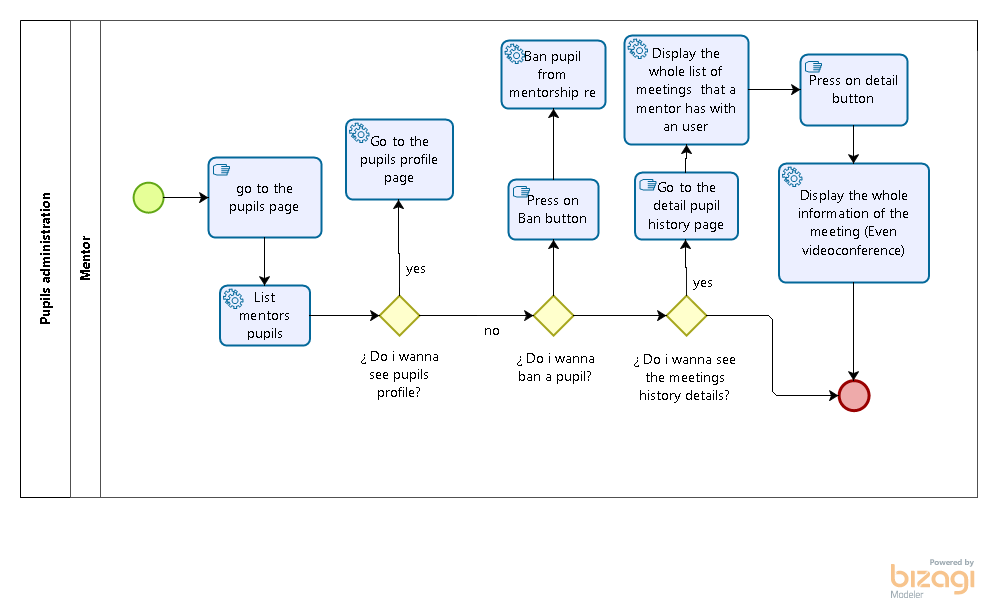 Pupils administration
Mentor
go to the
pupils page
List
mentors
pupils
Go to the
pupils profile
page
yes
¿ Do i wanna
see pupils
profile?
no
Ban pupil
from
mentorship re
Press on
Ban button
¿ Do i wanna
ban a pupil?
Display the
whole list of
meetings that a
mentor has with
an user
Go to the
detail pupil
history page
yes
¿ Do i wanna see
the meetings
history details?
Press on detail
button
Display the whole
information of the
meeting (Even
videoconference)
Powered by
bizagi
Modeler